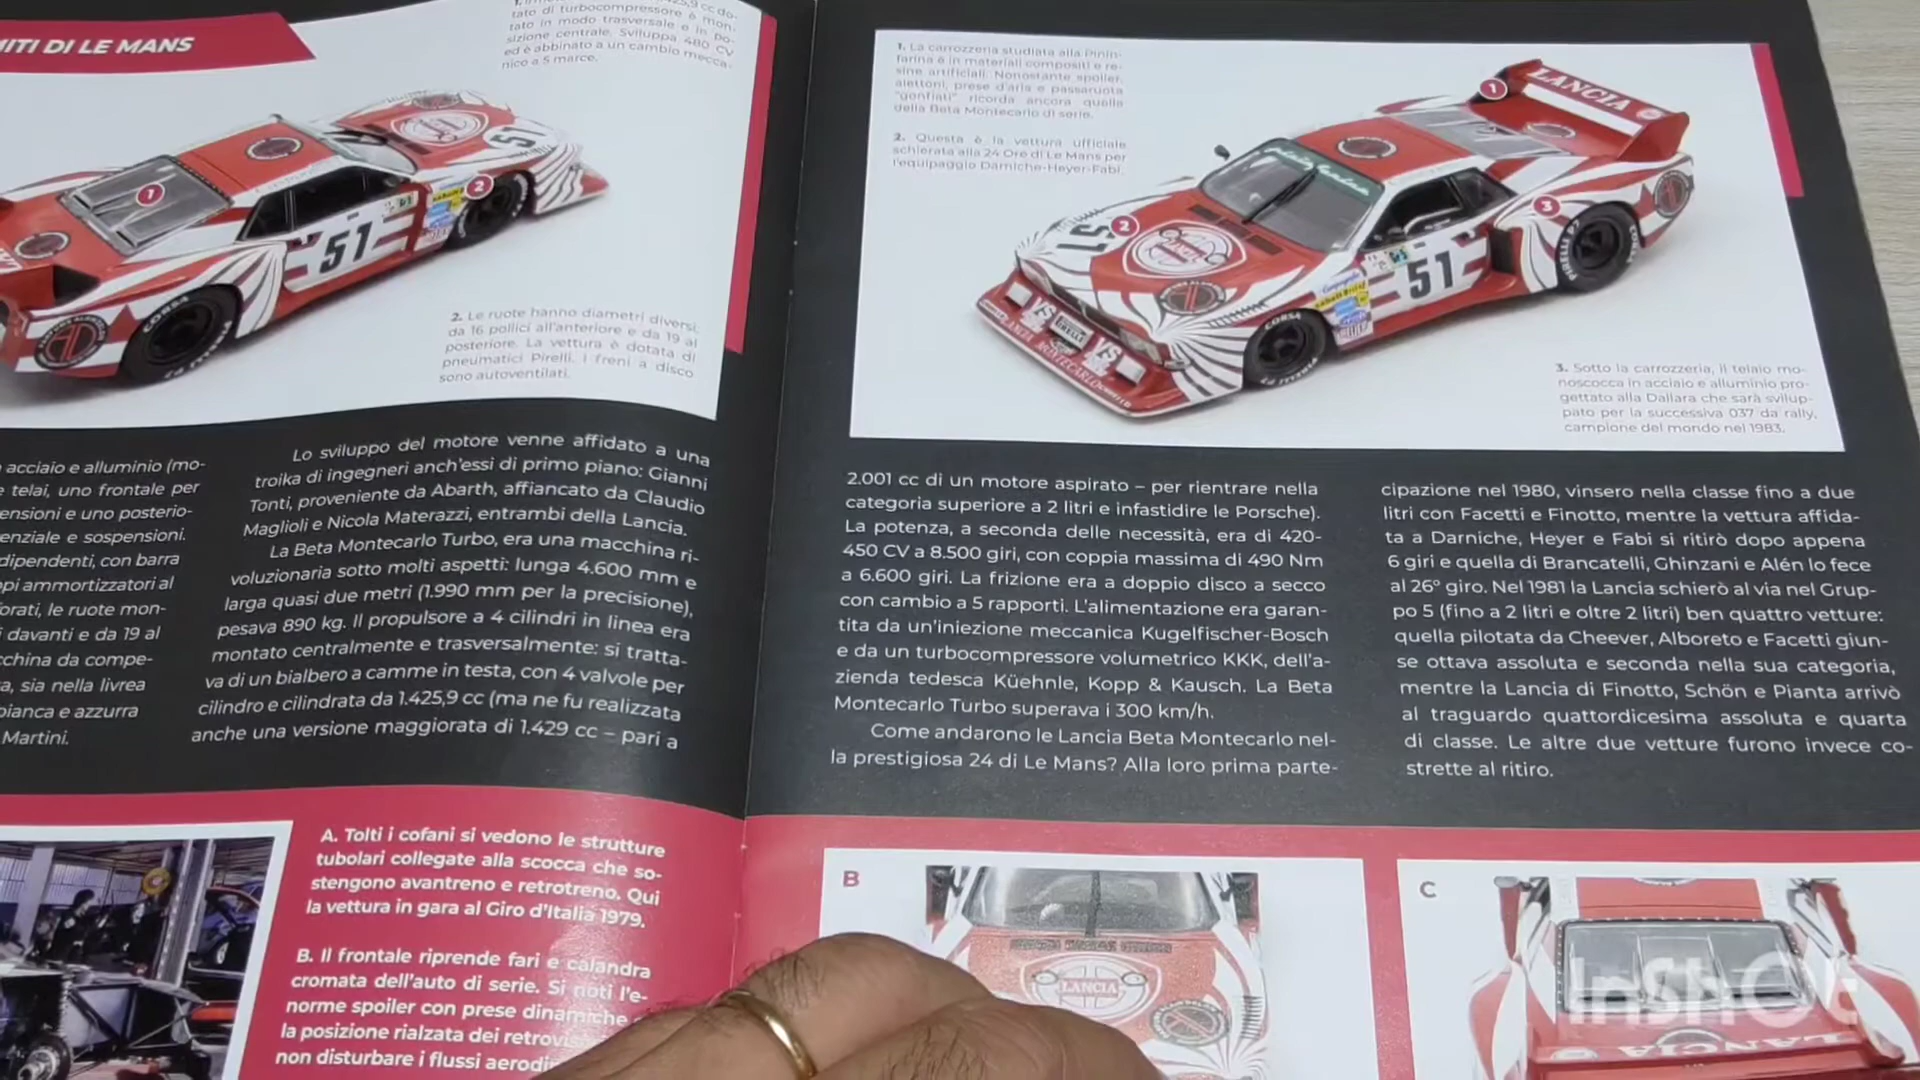 MITI DI LE MANS
tato di turbocompressore è mon-
tato in modo trasversale e in po-
sizione centrale. Sviluppa 480 CV
ed è abbinato a un cambio mecca-
nico a 5 marce.
51
51
1
2
CORSA
2. Le ruote hanno diametri diversi:
da 16 pollici all'anteriore e da 19 al
posteriore. La vettura è dotata di
pneumatici Pirelli. I freni a disco
sono autoventilati.
acciaio e alluminio (mo-
e telai, uno frontale per
ensioni e uno posterio-
enziale e sospensioni.
dipendenti, con barra
opi ammortizzatori al
orati, le ruote mon-
i davanti e da 19 al
cchina da compe-
a, sia nella livrea
bianca e azzurra
Martini.
Lo sviluppo del motore venne affidato a una
troika di ingegneri anch'essi di primo piano: Gianni
Tonti, proveniente da Abarth, affiancato da Claudio
Maglioli e Nicola Materazzi, entrambi della Lancia.
La Beta Montecarlo Turbo, era una macchina ri-
voluzionaria sotto molti aspetti: lunga 4.600 mm e
larga quasi due metri (1.990 mm per la precisione),
pesava 890 kg. Il propulsore a 4 cilindri in linea era
montato centralmente e trasversalmente: si tratta-
va di un bialbero a camme in testa, con 4 valvole per
cilindro e cilindrata da 1.425,9 cc (ma ne fu realizzata
anche una versione maggiorata di 1.429 cc – pari a
A. Tolti i cofani si vedono le strutture
tubolari collegate alla scocca che so-
stengono avantreno e retrotreno. Qui
la vettura in gara al Giro d'Italia 1979.
B. Il frontale riprende fari e calandra
cromata dell'auto di serie. Si noti l'e-
norme spoiler con prese dinamiche
la posizione rialzata dei retrovis
non disturbare i flussi aerodi
1. La carrozzeria studiata alla Pinin-
farina è in materiali compositi e re-
sine artificiali. Nonostante spoiler,
alettoni, prese d'aria e passaruota
"gonfiati" ricorda ancora quella
della Beta Montecarlo di serie.
2. Questa è la vettura ufficiale
schierata alla 24 Ore di Le Mans per
l'equipaggio Darniche-Heyer-Fabi.
LANCIA
1
2
3
51
LANCIA
51
CORSA
PIRELLI
LANCIA MONTECARLO
3. Sotto la carrozzeria, il telaio mo-
noscocca in acciaio e alluminio pro-
gettato alla Dallara che sarà svilup-
pato per la successiva 037 da rally,
campione del mondo nel 1983.
2.001 cc di un motore aspirato – per rientrare nella
categoria superiore a 2 litri e infastidire le Porsche).
La potenza, a seconda delle necessità, era di 420-
450 CV a 8.500 giri, con coppia massima di 490 Nm
a 6.600 giri. La frizione era a doppio disco a secco
con cambio a 5 rapporti. L'alimentazione era garan-
tita da un'iniezione meccanica Kugelfischer-Bosch
e da un turbocompressore volumetrico KKK, dell'a-
zienda tedesca Küehnle, Kopp & Kausch. La Beta
Montecarlo Turbo superava i 300 km/h.
Come andarono le Lancia Beta Montecarlo nel-
la prestigiosa 24 di Le Mans? Alla loro prima parte-
cipazione nel 1980, vinsero nella classe fino a due
litri con Facetti e Finotto, mentre la vettura affida-
ta a Darniche, Heyer e Fabi si ritirò dopo appena
6 giri e quella di Brancatelli, Ghinzani e Alén lo fece
al 26º giro. Nel 1981 la Lancia schierò al via nel Grup-
po 5 (fino a 2 litri e oltre 2 litri) ben quattro vetture:
quella pilotata da Cheever, Alboreto e Facetti giun-
se ottava assoluta e seconda nella sua categoria,
mentre la Lancia di Finotto, Schön e Pianta arrivò
al traguardo quattordicesima assoluta e quarta
di classe. Le altre due vetture furono invece co-
strette al ritiro.
B
LANCIA
C
LANCIA
InShOt